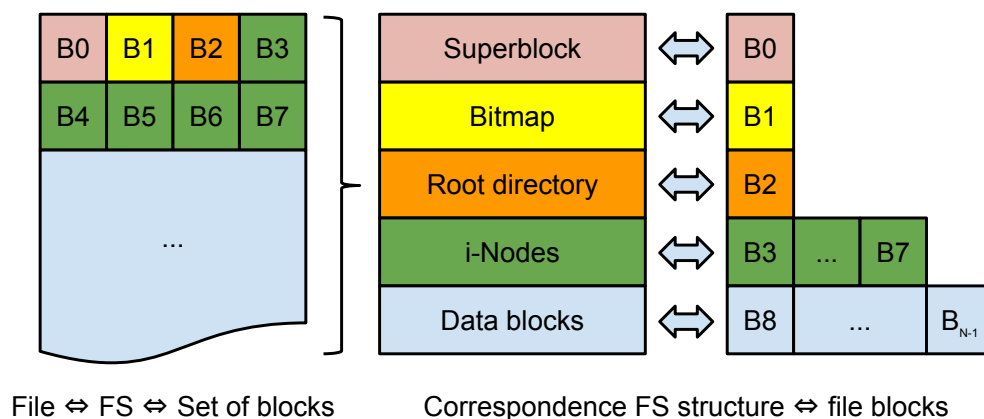 B0 B1 B2 B3
B4 B5 B6 B7
...
Superblock
Bitmap
Root directory
i-Nodes
Data blocks
B0
B1
B2
B3 ... B7
B8 ... B N-1
File ⇔ FS ⇔ Set of blocks
Correspondence FS structure ⇔ file blocks